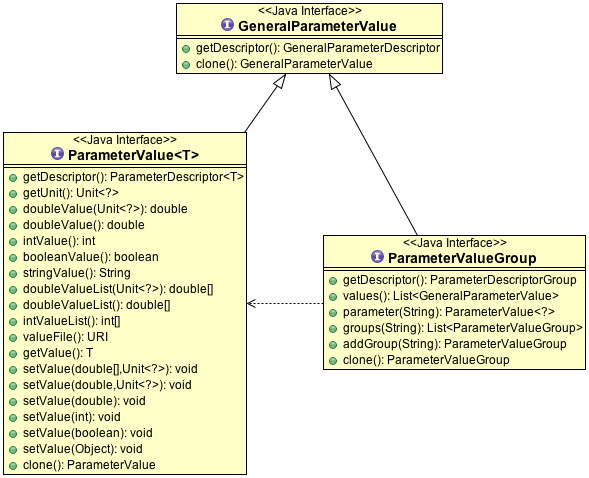 <<Java Interface>>
GeneralParameterValue
getDescriptor(): GeneralParameterDescriptor
clone(): GeneralParameterValue
<<Java Interface>>
ParameterValue<T>
getDescriptor(): ParameterDescriptor<T>
getUnit(): Unit<?>
doubleValue(Unit<?>): double
doubleValue(): double
intValue(): int
booleanValue(): boolean
stringValue(): String
doubleValueList(Unit<?>): double[]
doubleValueList(): double[]
intValueList(): int[]
valueFile(): URI
getValue(): T
setValue(double[],Unit<?>): void
setValue(double,Unit<?>): void
setValue(double): void
setValue(int): void
setValue(boolean): void
setValue(Object): void
clone(): ParameterValue
<<Java Interface>>
ParameterValueGroup
getDescriptor(): ParameterDescriptorGroup
values(): List<GeneralParameterValue>
parameter(String): ParameterValue<?>
groups(String): List<ParameterValueGroup>
addGroup(String): ParameterValueGroup
clone(): ParameterValueGroup